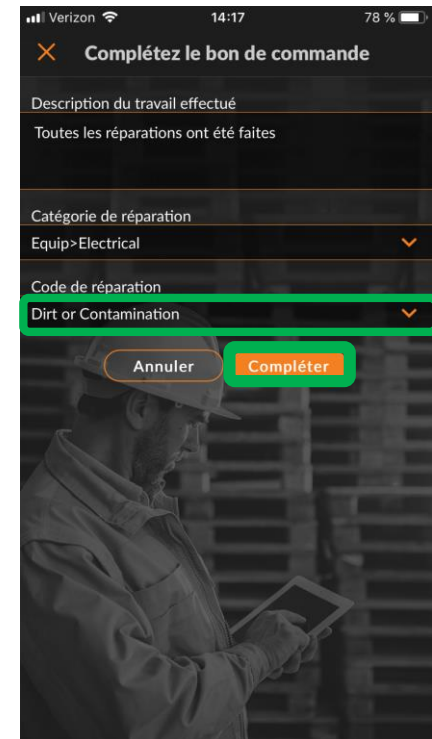 Verizon 14:17 78 %
Complétez le bon de commande
Description du travail effectué
Toutes les réparations ont été faites
Catégorie de réparation
Equip>Electrical
Code de réparation
Dirt or Contamination
Annuler Compléter